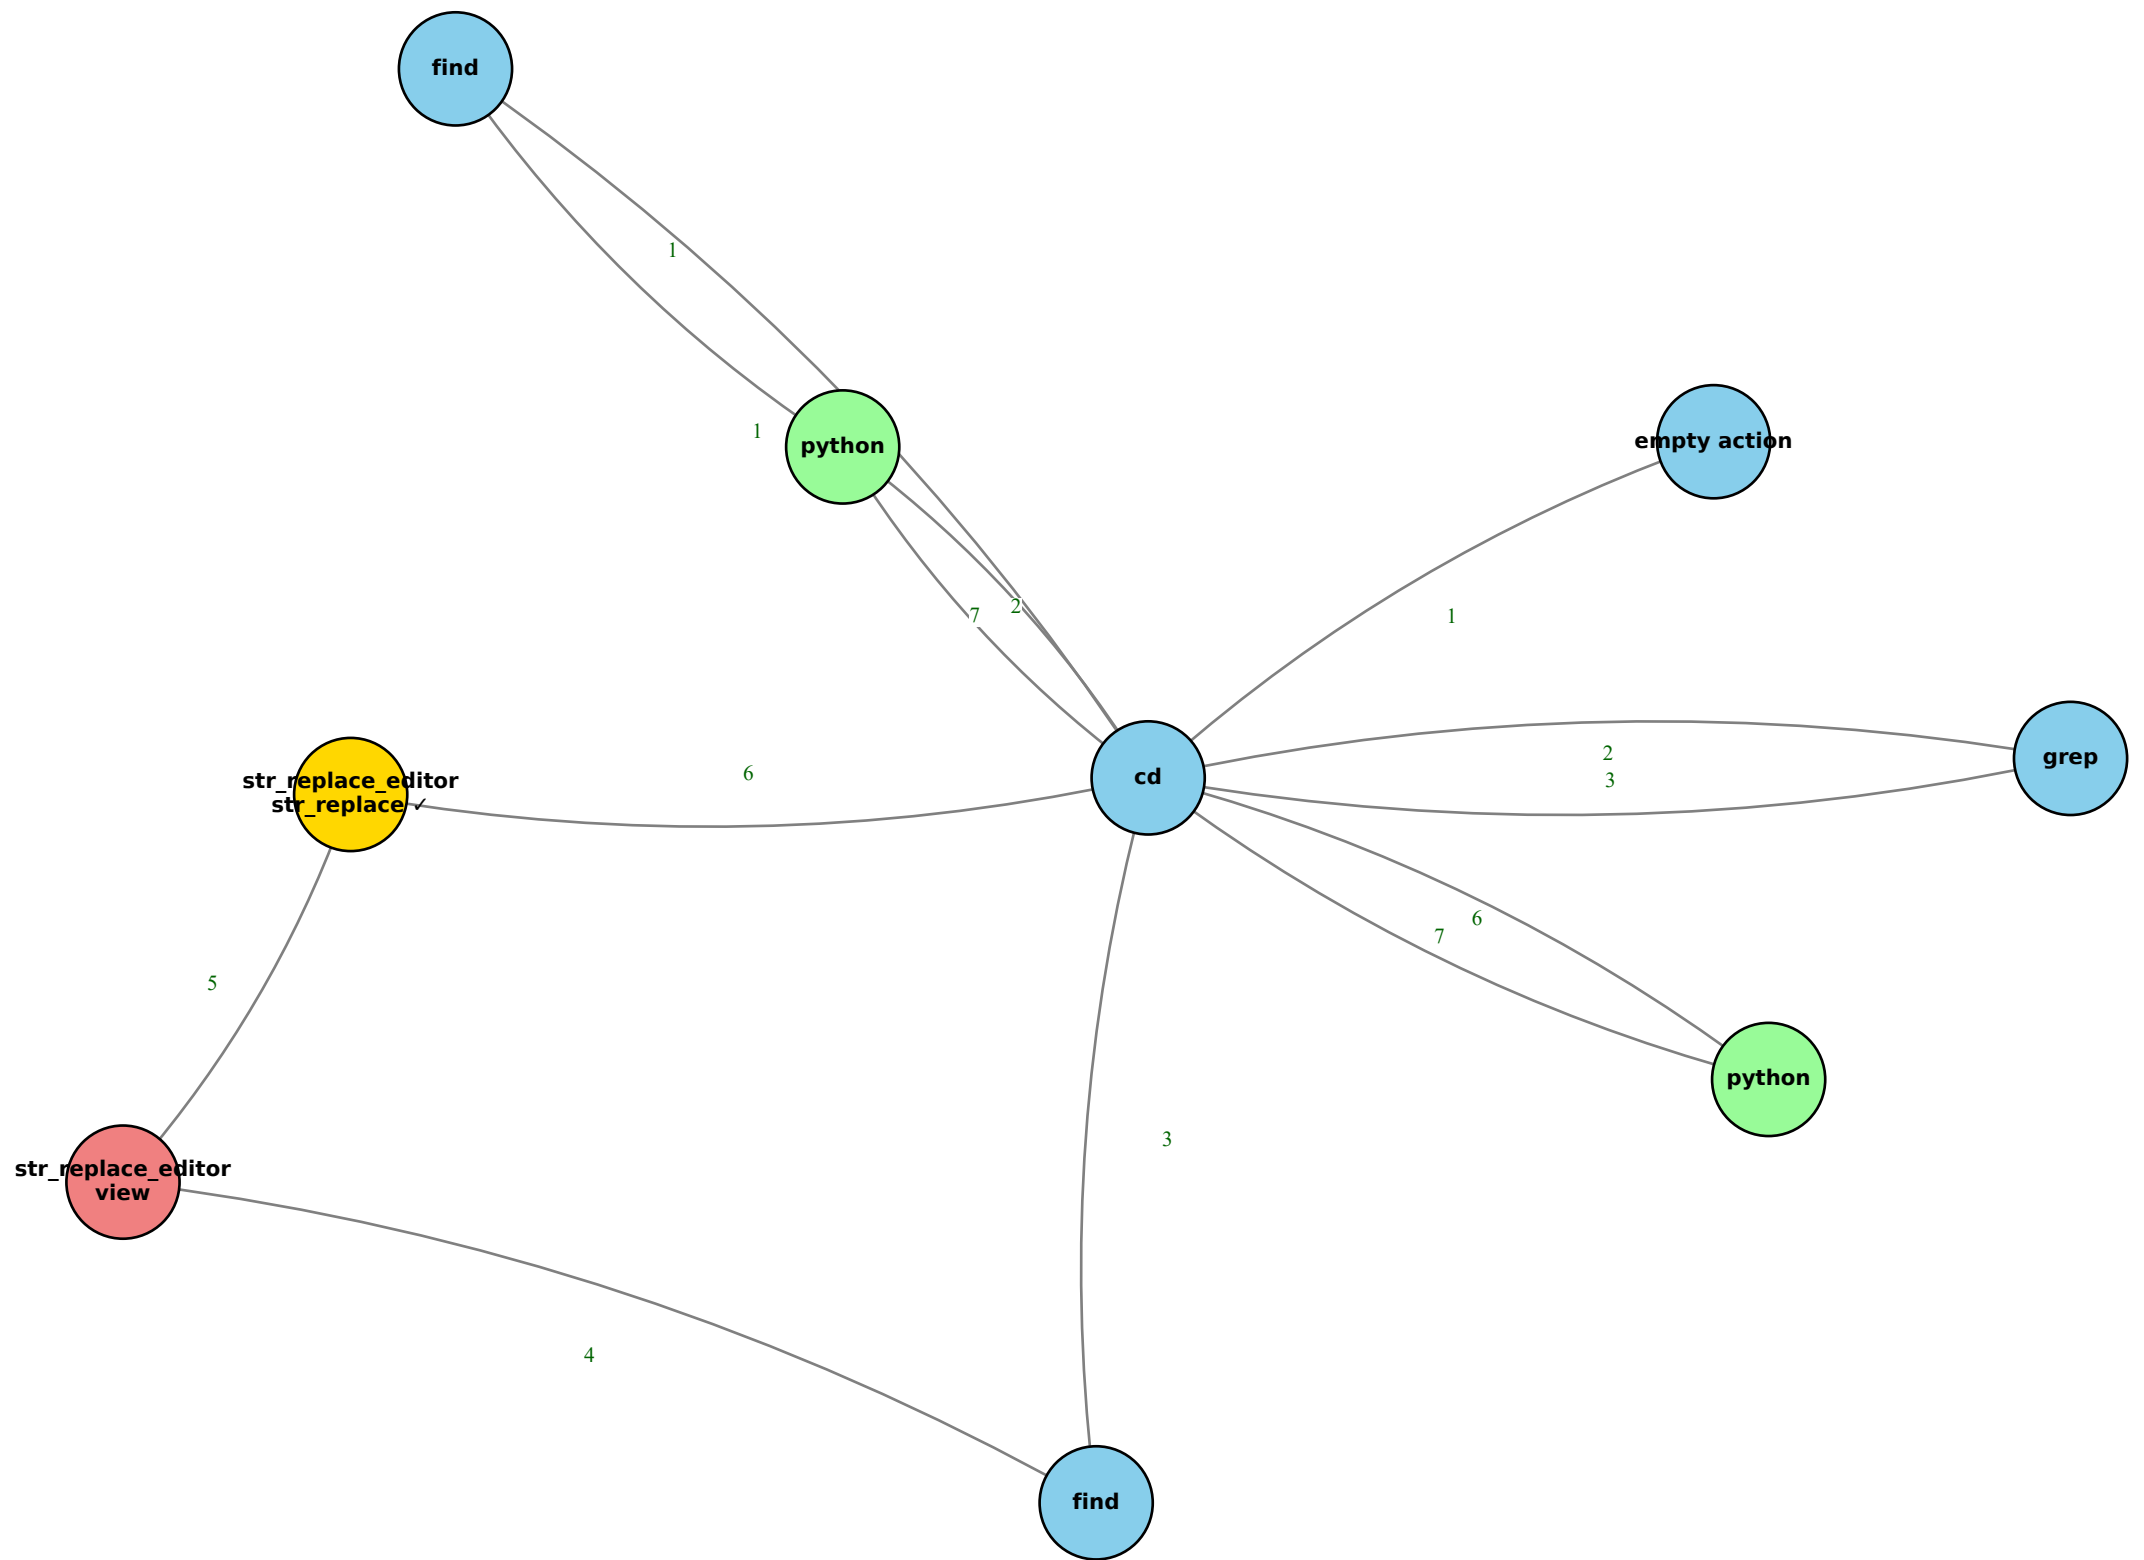 find
1
1
python
empty action
7
2
1
2
3
grep
cd
6
str_replace_editor
str_replace ✓
6
7
5
python
3
str_replace_editor
view
4
find